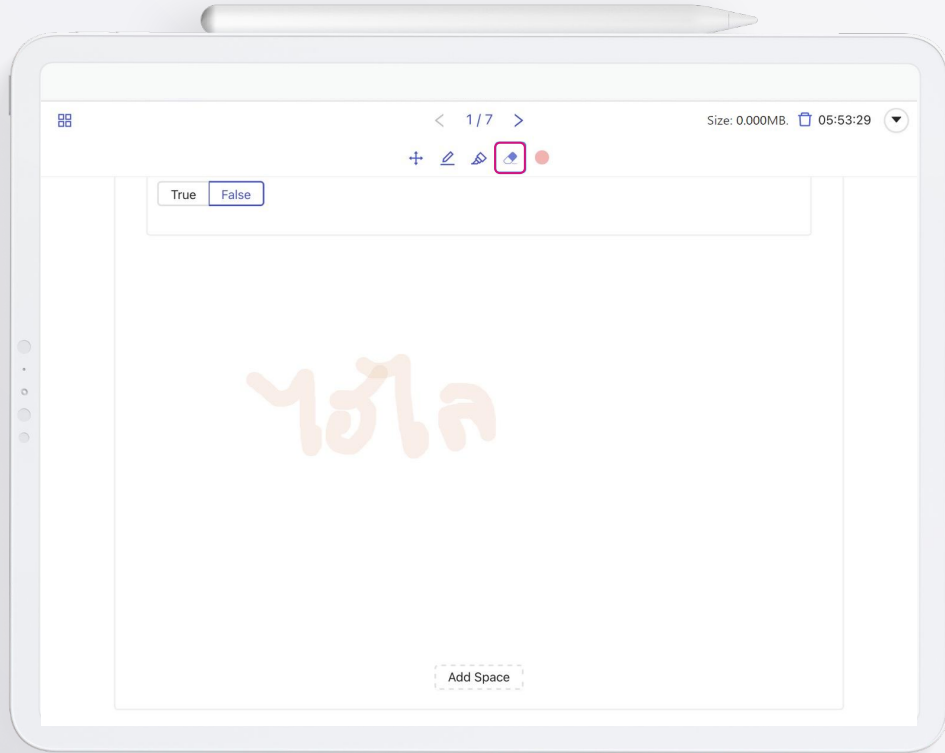 1/7
Size: 0.000MB. 05:53:29
True False
ไฮ้ไล
Add Space